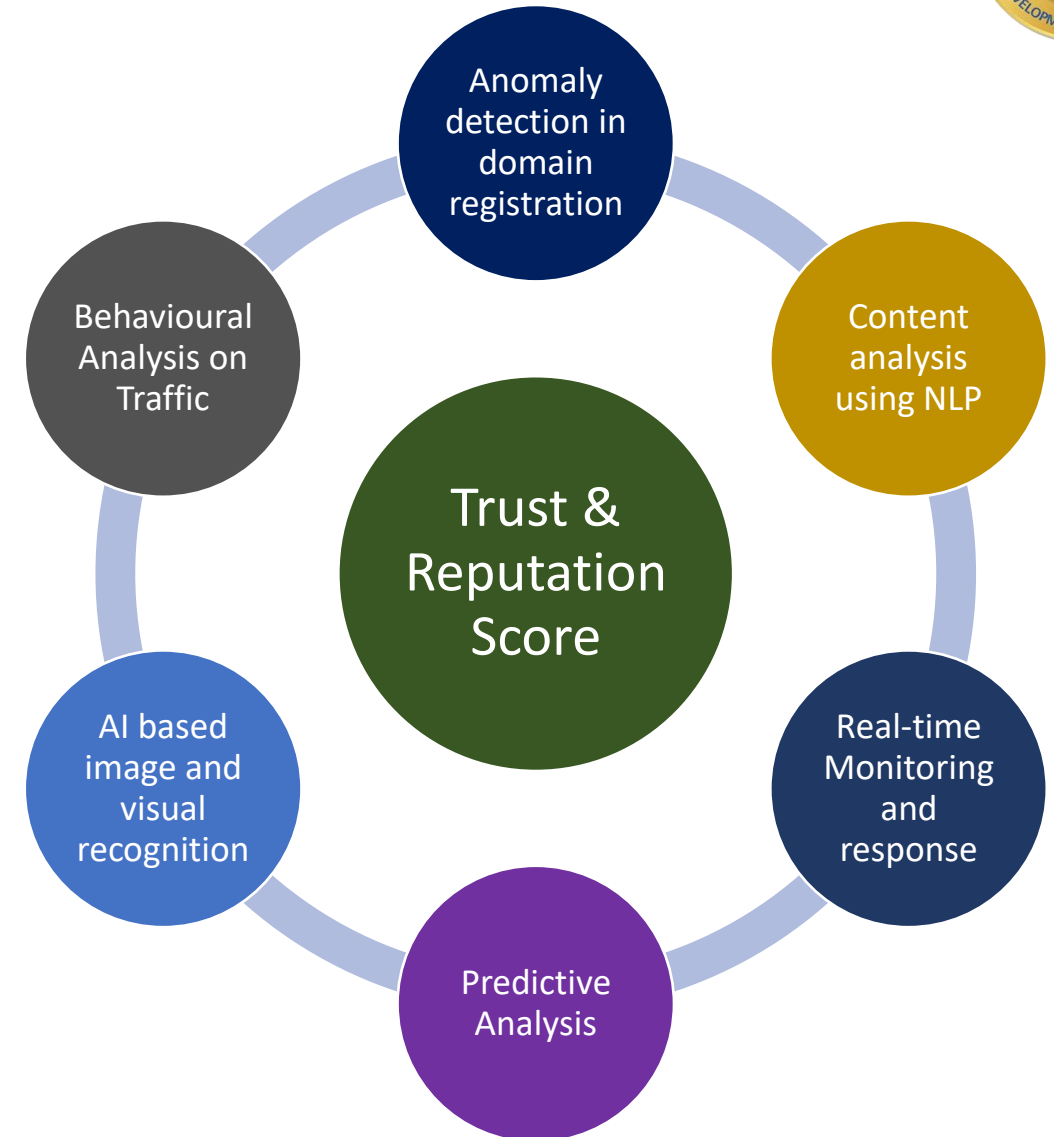 Anomaly
detection in
domain
registration
Content
analysis
using NLP
Real-time
Monitoring
and
response
Predictive
Analysis
AI based
image and
visual
recognition
Behavioural
Analysis on
Traffic
Trust &
Reputation
Score